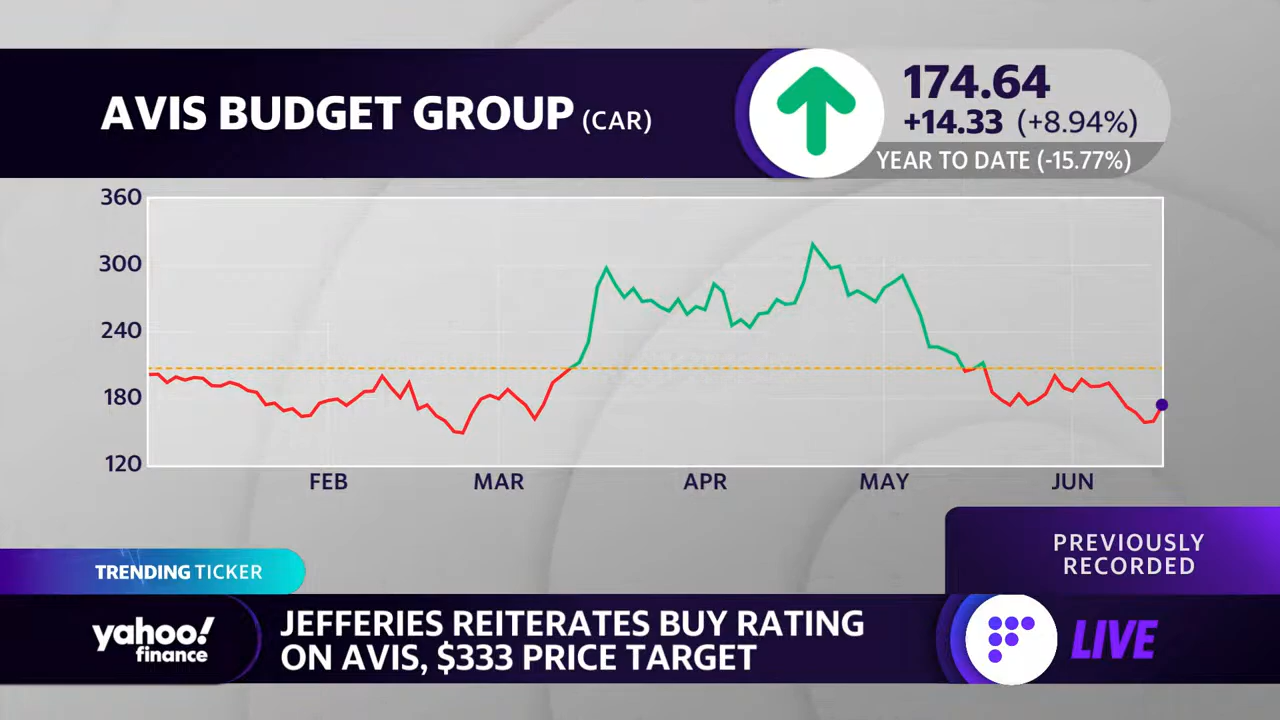 AVIS BUDGET GROUP (CAR)
174.64
+14.33 (+8.94%)
YEAR TO DATE (-15.77%)
360
300
240
180
120
FEB MAR APR MAY JUN
PREVIOUSLY
RECORDED
TRENDING TICKER
yahoo!
finance
JEFFERIES REITERATES BUY RATING
ON AVIS, $333 PRICE TARGET
LIVE